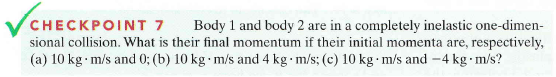 CHECKPOINT 7 Body 1 and body 2 are in a completely inelastic one-dimen-
sional collision. What is their final momentum if their initial momenta are, respectively,
(a) 10 kg · m/s and 0; (b) 10 kg · m/s and 4 kg · m/s; (c) 10 kg · m/s and −4 kg · m/s?